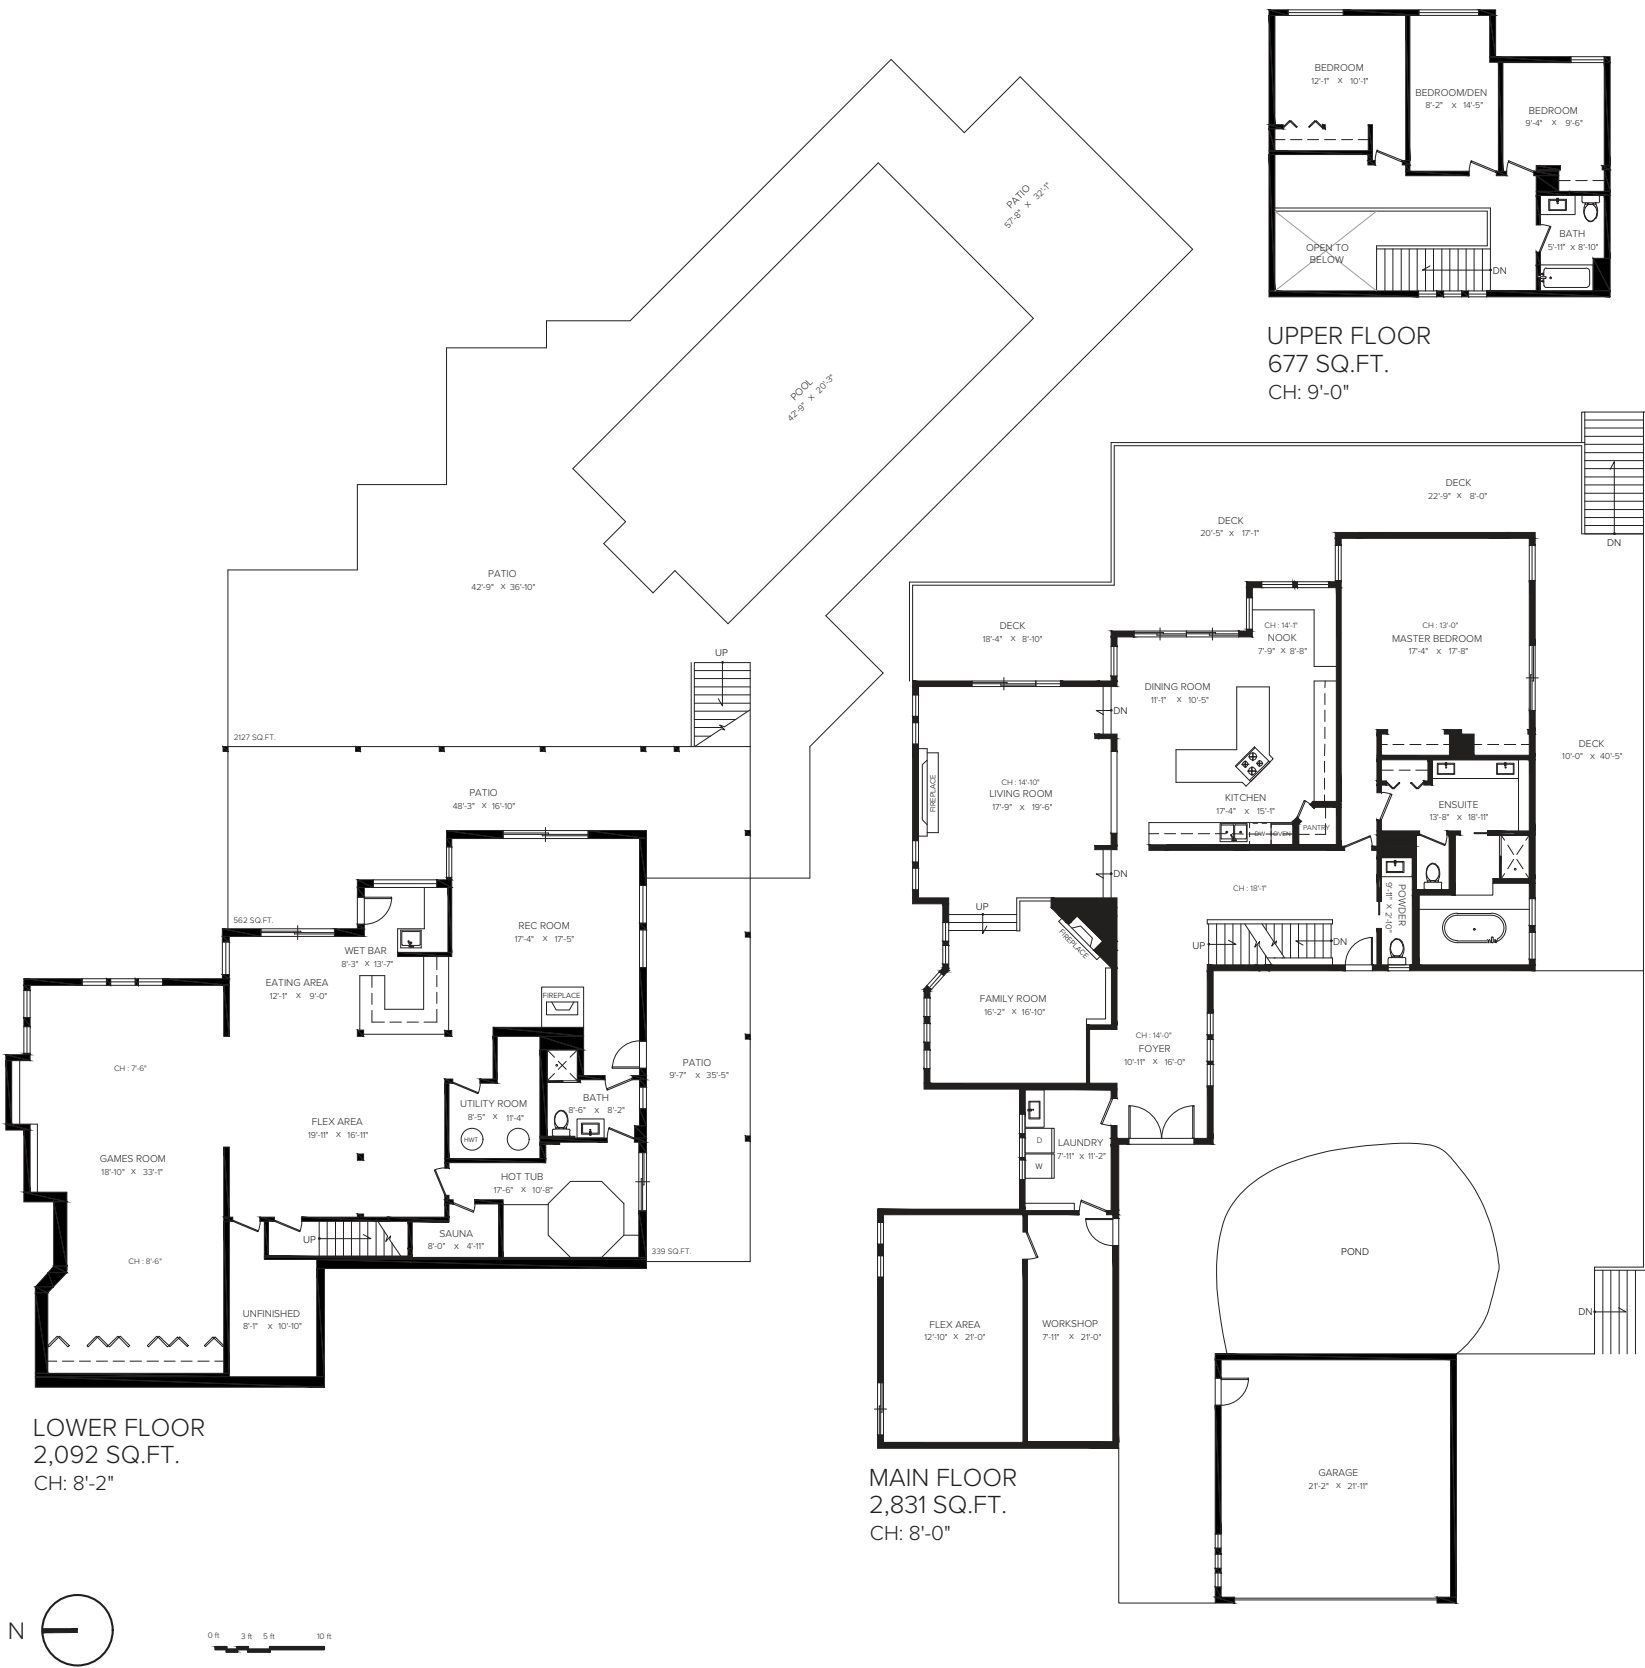 BEDROOM
12'-1" x 10'-1"
BEDROOM/DEN
8'-2" x 14'-5"
BEDROOM
9'-4" x 9'-6"
BATH
5'-11" x 8'-10"
OPEN TO
BELOW
DN
UPPER FLOOR
677 SQ.FT.
CH: 9'-0"
PATIO
57'-8" x 32'-1"
POOL
42'-9" x 20'-3"
PATIO
42'-9" x 36'-10"
UP
2127 SQ.FT.
PATIO
48'-3" x 16'-10"
562 SQ.FT.
REC ROOM
17'-4" x 17'-5"
WET BAR
8'-3" x 13'-7"
EATING AREA
12'-1" x 9'-0"
FIREPLACE
CH : 7'-6"
PATIO
9'-7" x 35'-5"
UTILITY ROOM
8'-5" x 11'-4"
HWT
BATH
8'-6" x 8'-2"
FLEX AREA
19'-11" x 16'-11"
GAMES ROOM
18'-10" x 33'-1"
HOT TUB
17'-6" x 10'-8"
SAUNA
8'-0" x 4'-11"
UP
339 SQ.FT.
CH : 8'-6"
UNFINISHED
8'-1" x 10'-10"
LOWER FLOOR
2,092 SQ.FT.
CH: 8'-2"
DECK
22'-9" x 8'-0"
DECK
20'-5" x 17'-1"
DN
DECK
18'-4" x 8'-10"
CH : 14'-1"
NOOK
7'-9" x 8'-8"
CH : 13'-0"
MASTER BEDROOM
17'-4" x 17'-8"
DINING ROOM
11'-1" x 10'-5"
DN
DECK
10'-0" x 40'-5"
CH : 14'-10"
LIVING ROOM
17'-9" x 19'-6"
FIREPLACE
KITCHEN
17'-4" x 15'-1"
DW
OVEN
PANTRY
ENSUITE
13'-8" x 18'-11"
DN
CH : 18'-1"
POWDER
9'-11" x 2'-10"
UP
FIREPLACE
UP
DN
FAMILY ROOM
16'-2" x 16'-10"
CH : 14'-0"
FOYER
10'-11" x 16'-0"
D
W
LAUNDRY
7'-11" x 11'-2"
POND
DN
FLEX AREA
12'-10" x 21'-0"
WORKSHOP
7'-11" x 21'-0"
GARAGE
21'-2" x 21'-11"
MAIN FLOOR
2,831 SQ.FT.
CH: 8'-0"
N
0 ft 3 ft 5 ft 10 ft